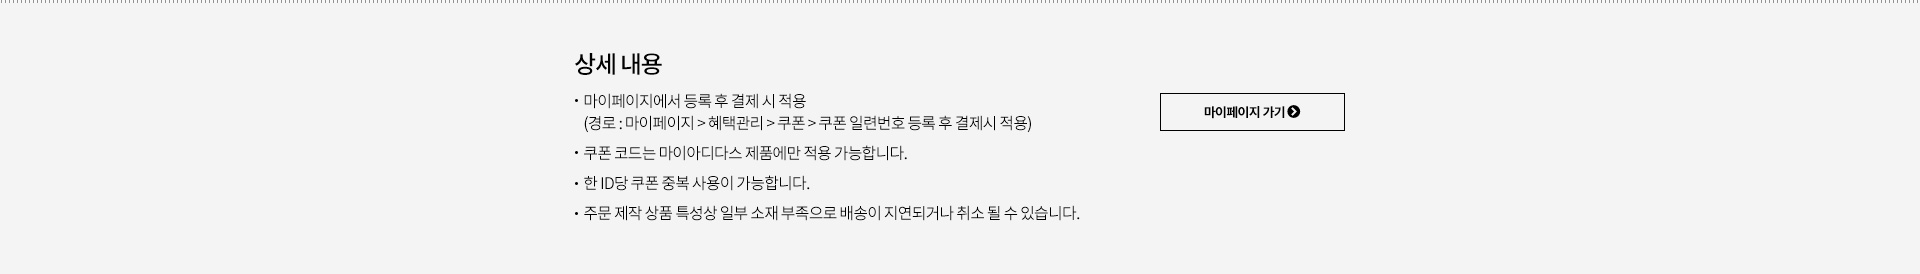 상세 내용
• 마이페이지에서 등록 후 결제 시 적용
(경로 : 마이페이지 > 혜택관리 > 쿠폰 > 쿠폰 일련번호 등록 후 결제시 적용)
마이페이지 가기
• 쿠폰 코드는 마이아디다스 제품에만 적용 가능합니다.
• 한 ID당 쿠폰 중복 사용이 가능합니다.
• 주문 제작 상품 특성상 일부 소재 부족으로 배송이 지연되거나 취소 될 수 있습니다.